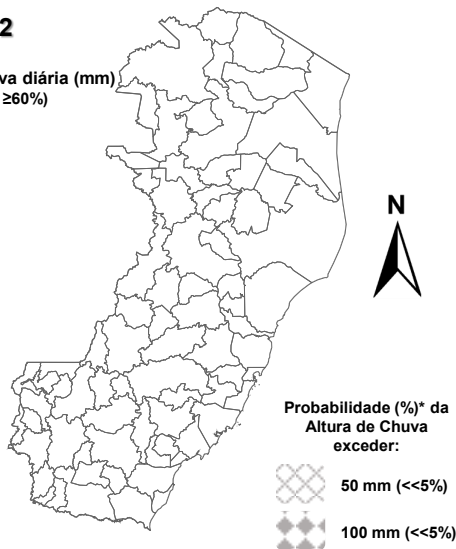 2
va diária (mm)
≥60%)
N
Probabilidade (%)* da
Altura de Chuva
exceder:
50 mm (<<5%)
100 mm (<<5%)